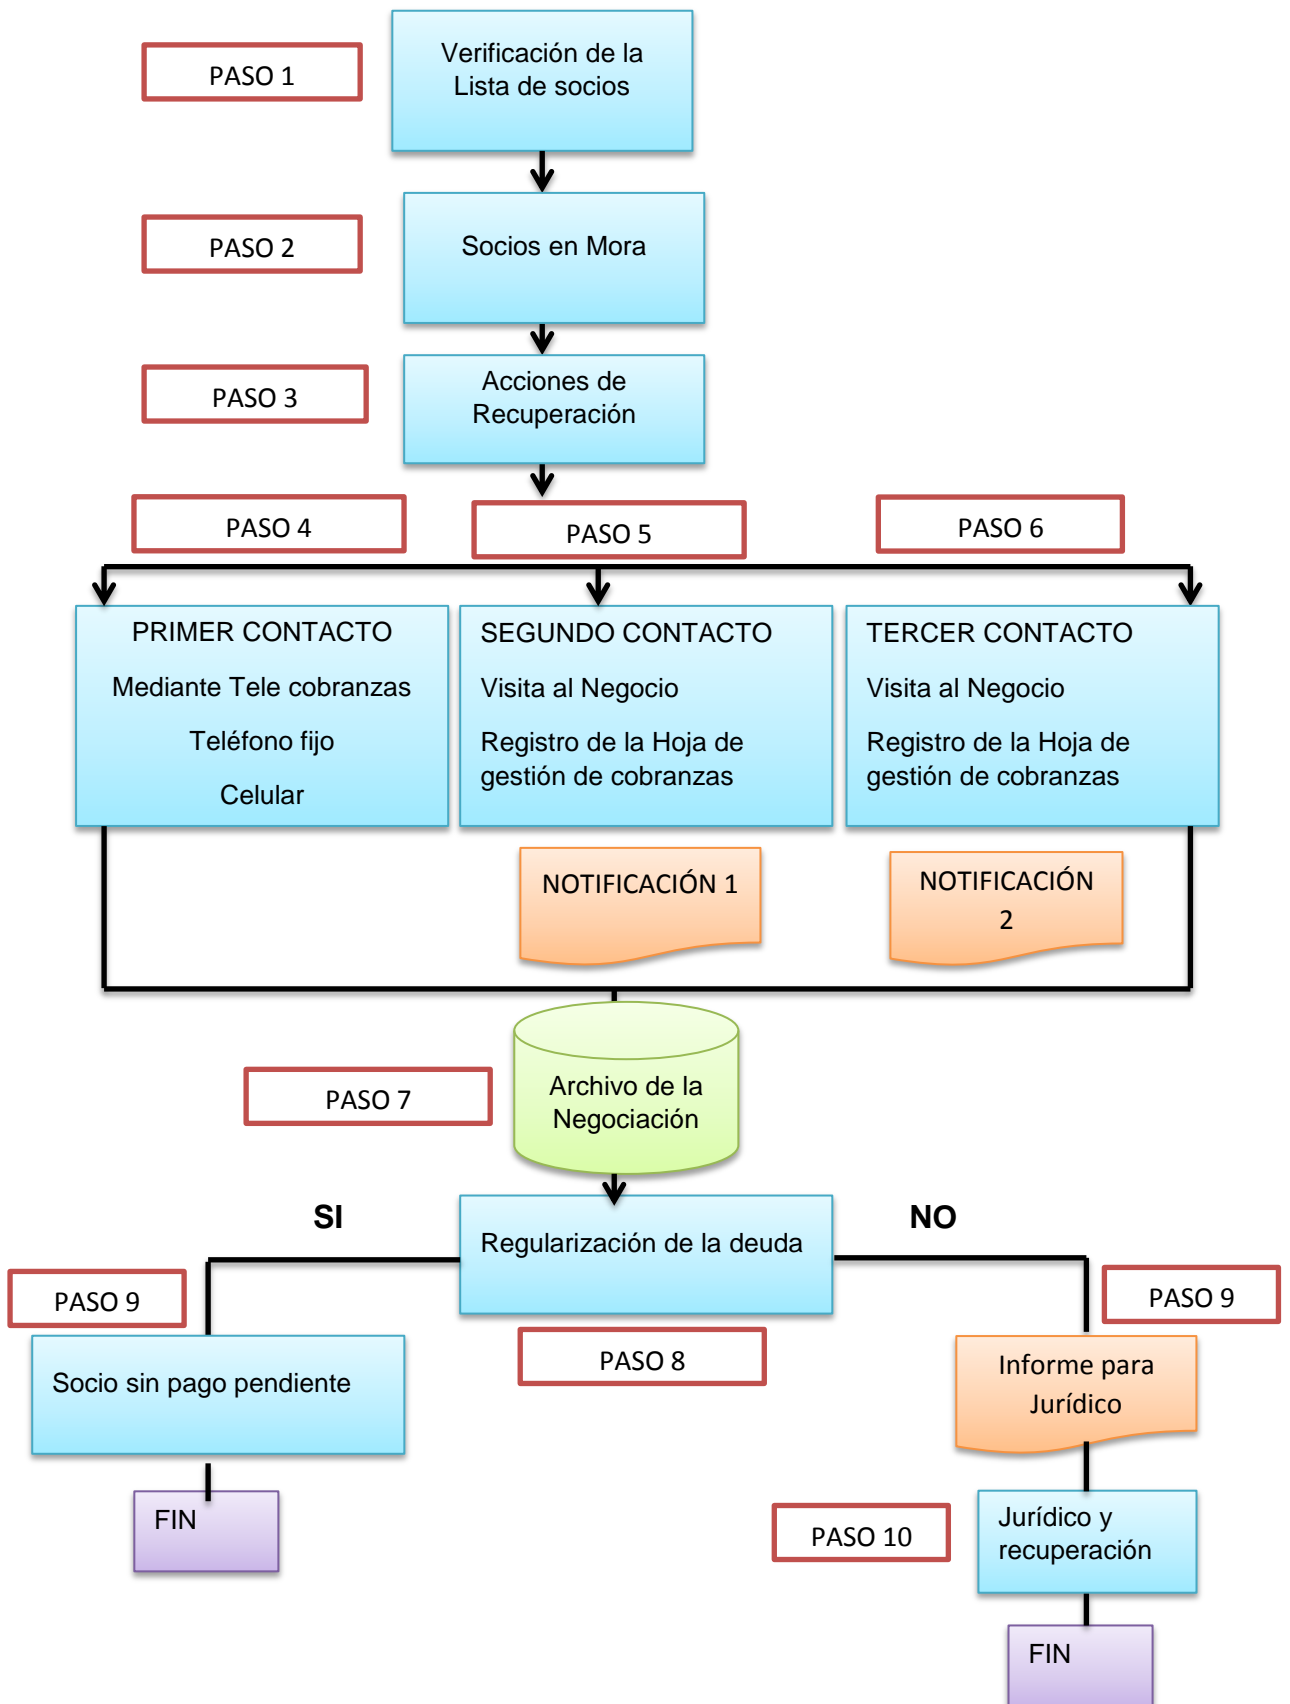 PASO 1
Verificación de la
Lista de socios
PASO 2
Socios en Mora
PASO 3
Acciones de
Recuperación
PASO 4
PASO 5
PASO 6
PRIMER CONTACTO
Mediante Tele cobranzas
Teléfono fijo
Celular
SEGUNDO CONTACTO
Visita al Negocio
Registro de la Hoja de
gestión de cobranzas
TERCER CONTACTO
Visita al Negocio
Registro de la Hoja de
gestión de cobranzas
NOTIFICACIÓN 1
NOTIFICACIÓN
2
PASO 7
Archivo de la
Negociación
SI
NO
Regularización de la deuda
PASO 9
PASO 9
PASO 8
Socio sin pago pendiente
Informe para
Jurídico
FIN
PASO 10
Jurídico y
recuperación
FIN